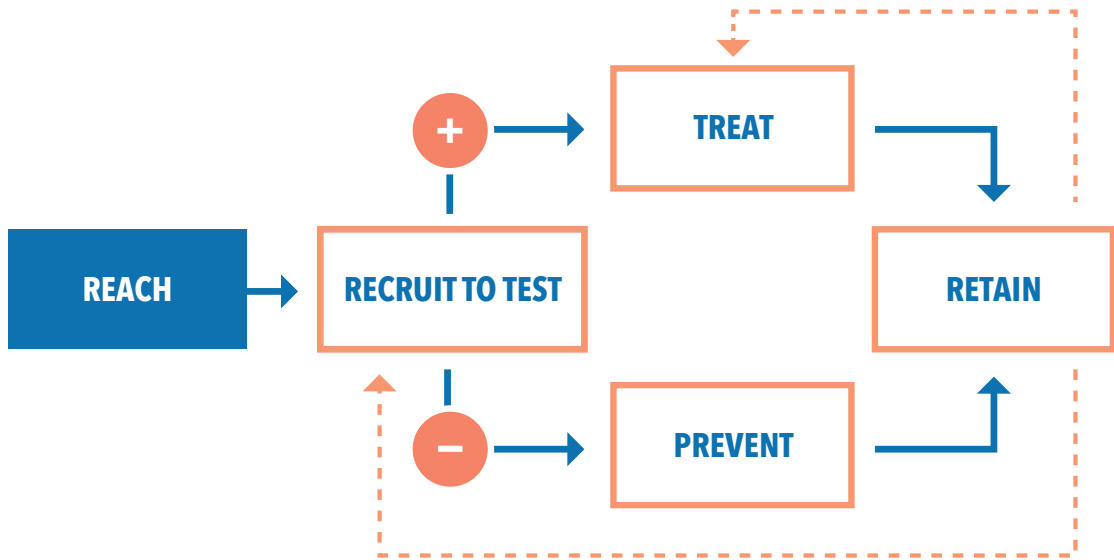 TREAT
+
REACH
RECRUIT TO TEST
RETAIN
−
PREVENT